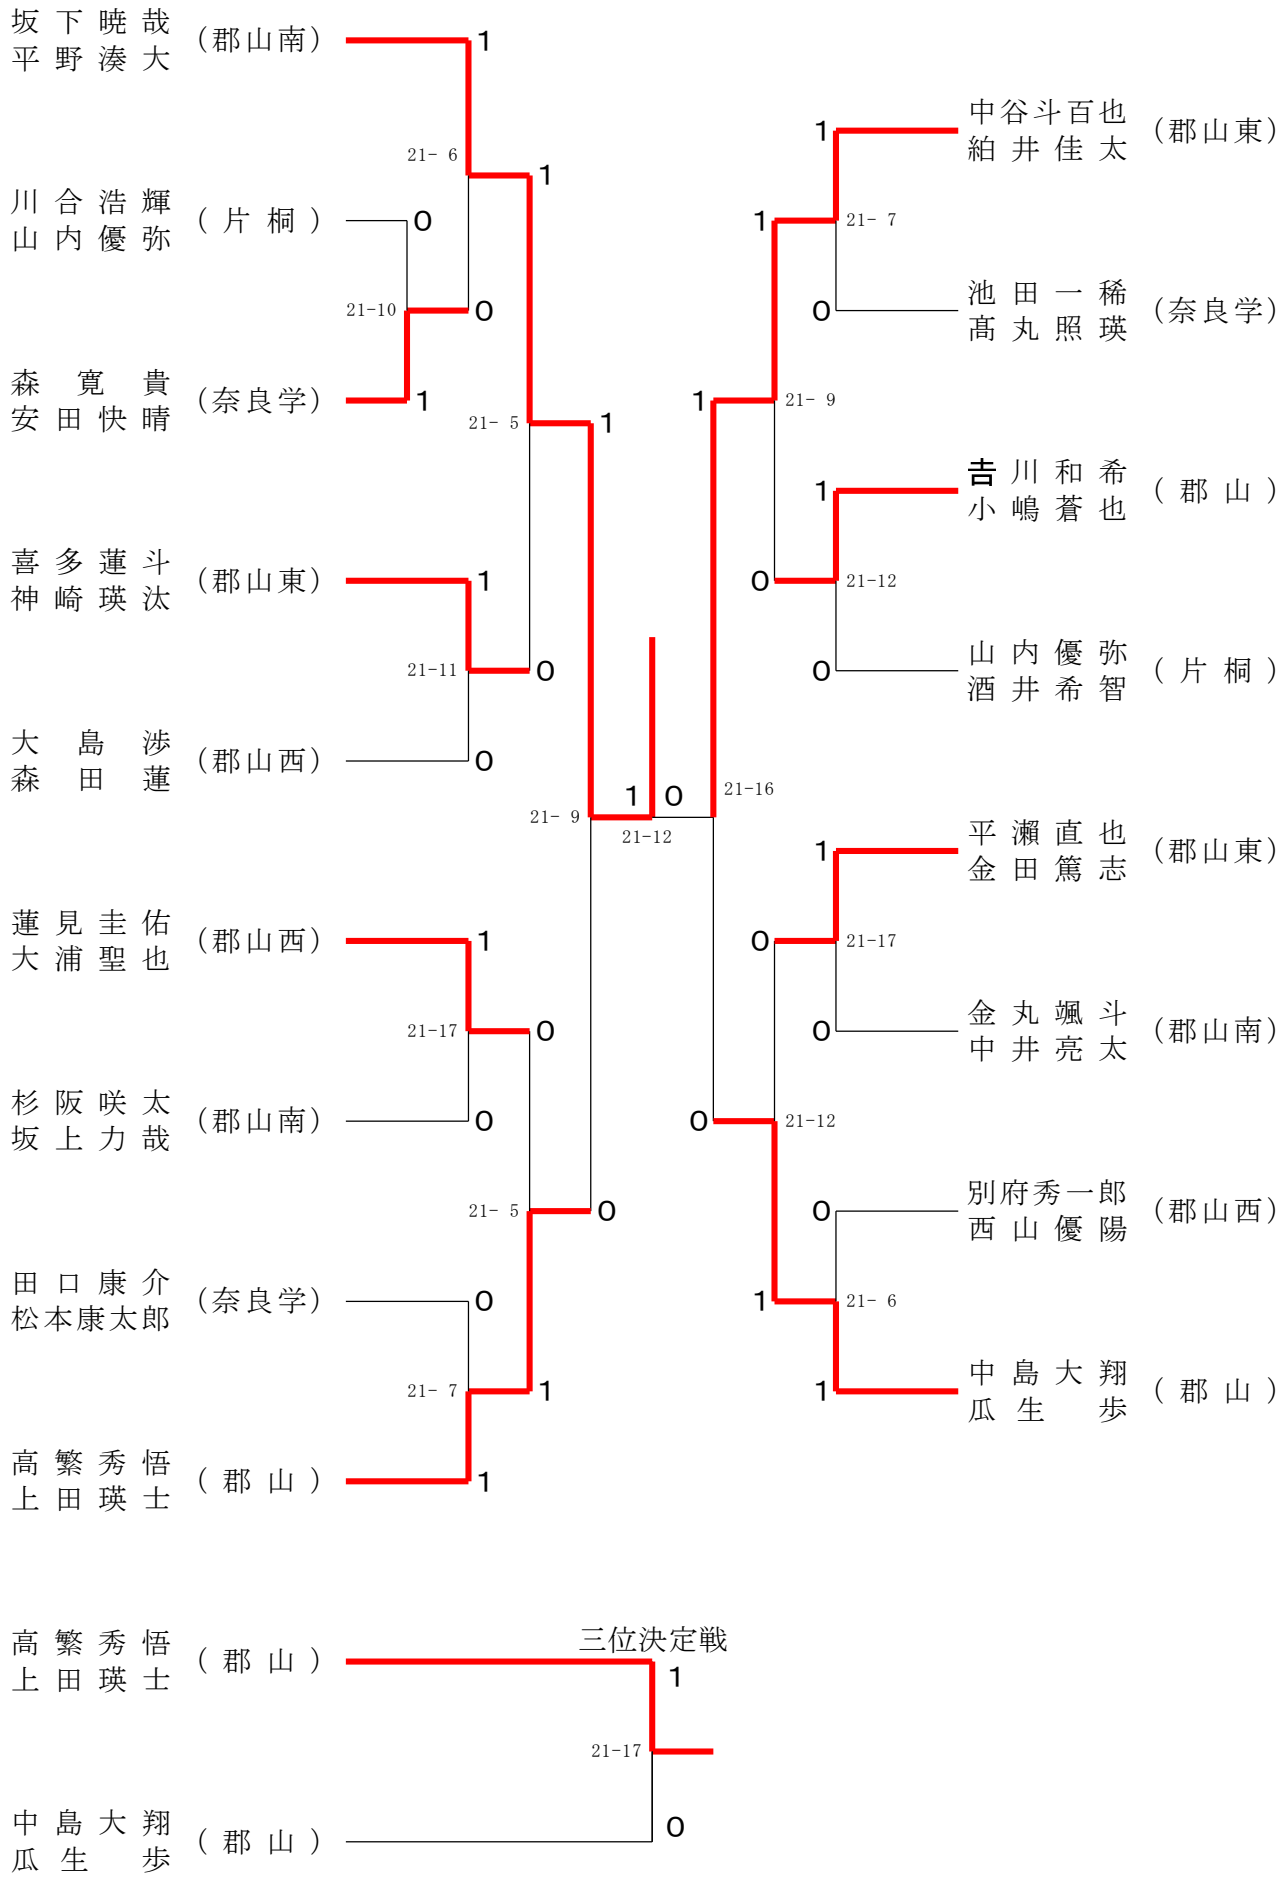 坂下暁哉
平野湊大
(郡山南)
1
21- 6
1
川合浩輝
山内優弥
(片桐)
0
21-10
0
森寛貴
安田快晴
(奈良学)
1
21- 5
1
喜多蓮斗
神崎瑛汰
(郡山東)
1
21-11
0
大島渉
森田蓮
(郡山西)
0
21- 9
1
0
21-12
蓮見圭佑
大浦聖也
(郡山西)
1
21-17
0
杉阪咲太
坂上力哉
(郡山南)
0
21- 5
0
田口康介
松本康太郎
(奈良学)
0
21- 7
1
高繁秀悟
上田瑛士
(郡山)
1
中谷斗百也
絈井佳太
(郡山東)
1
1
21- 7
池田一稀
髙丸照瑛
(奈良学)
0
1
21- 9
𠮷川和希
小嶋蒼也
(郡山)
1
0
21-12
山内優弥
酒井希智
(片桐)
0
21-16
平瀨直也
金田篤志
(郡山東)
1
0
21-17
金丸颯斗
中井亮太
(郡山南)
0
0
21-12
別府秀一郎
西山優陽
(郡山西)
0
1
21- 6
中島大翔
瓜生歩
(郡山)
1
三位決定戦
高繁秀悟
上田瑛士
(郡山)
1
21-17
中島大翔
瓜生歩
(郡山)
0